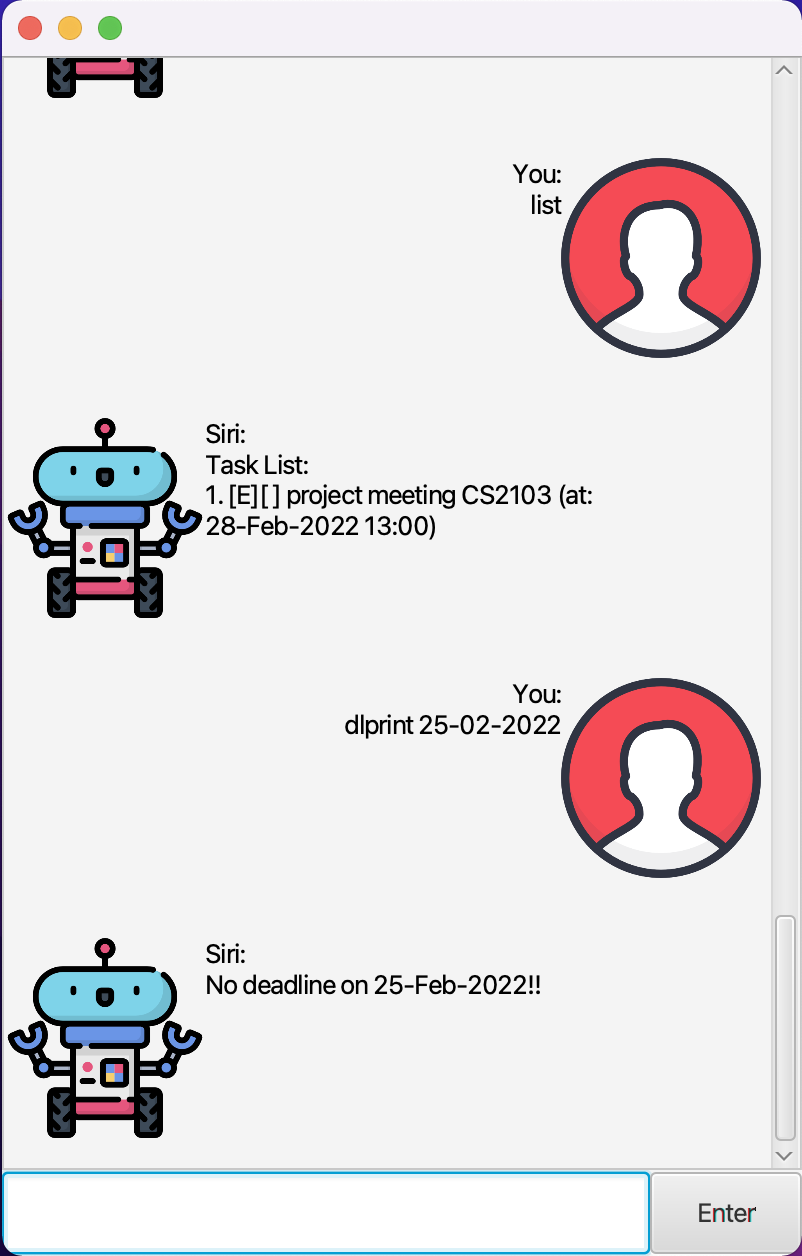 You:
list
Siri:
Task List:
1. [E][ ] project meeting CS2103 (at:
28-Feb-2022 13:00)
You:
dlprint 25-02-2022
Siri:
No deadline on 25-Feb-2022!!
Enter